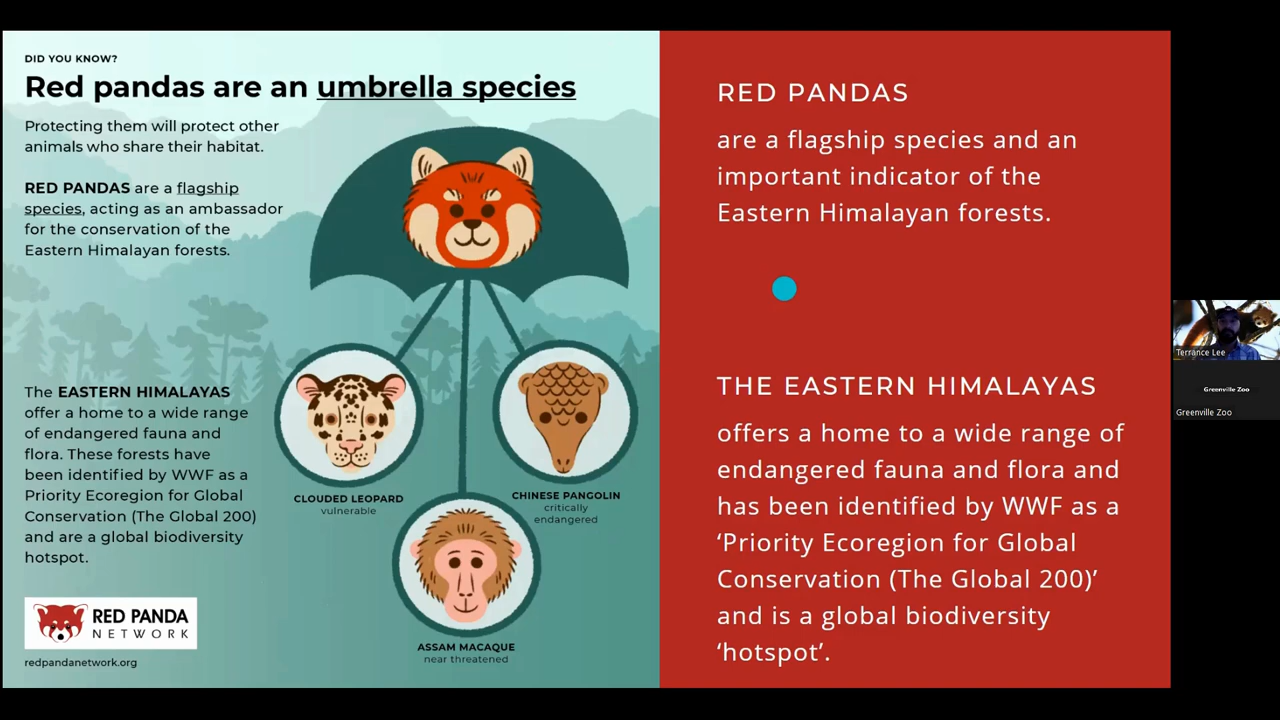 DID YOU KNOW?
Red pandas are an umbrella species
Protecting them will protect other
animals who share their habitat.
RED PANDAS are a flagship
species, acting as an ambassador
for the conservation of the
Eastern Himalayan forests.
The EASTERN HIMALAYAS
offer a home to a wide range
of endangered fauna and
flora. These forests have
been identified by WWF as a
Priority Ecoregion for Global
Conservation (The Global 200)
and are a global biodiversity
hotspot.
CLOUDED LEOPARD
vulnerable
CHINESE PANGOLIN
critically
endangered
ASSAM MACAQUE
near threatened
RED PANDA
NETWORK
redpandanetwork.org
RED PANDAS
are a flagship species and an
important indicator of the
Eastern Himalayan forests.
THE EASTERN HIMALAYAS
offers a home to a wide range of
endangered fauna and flora and
has been identified by WWF as a
‘Priority Ecoregion for Global
Conservation (The Global 200)’
and is a global biodiversity
‘hotspot’.
Terrance Lee
Greenville Zoo
Greenville Zoo